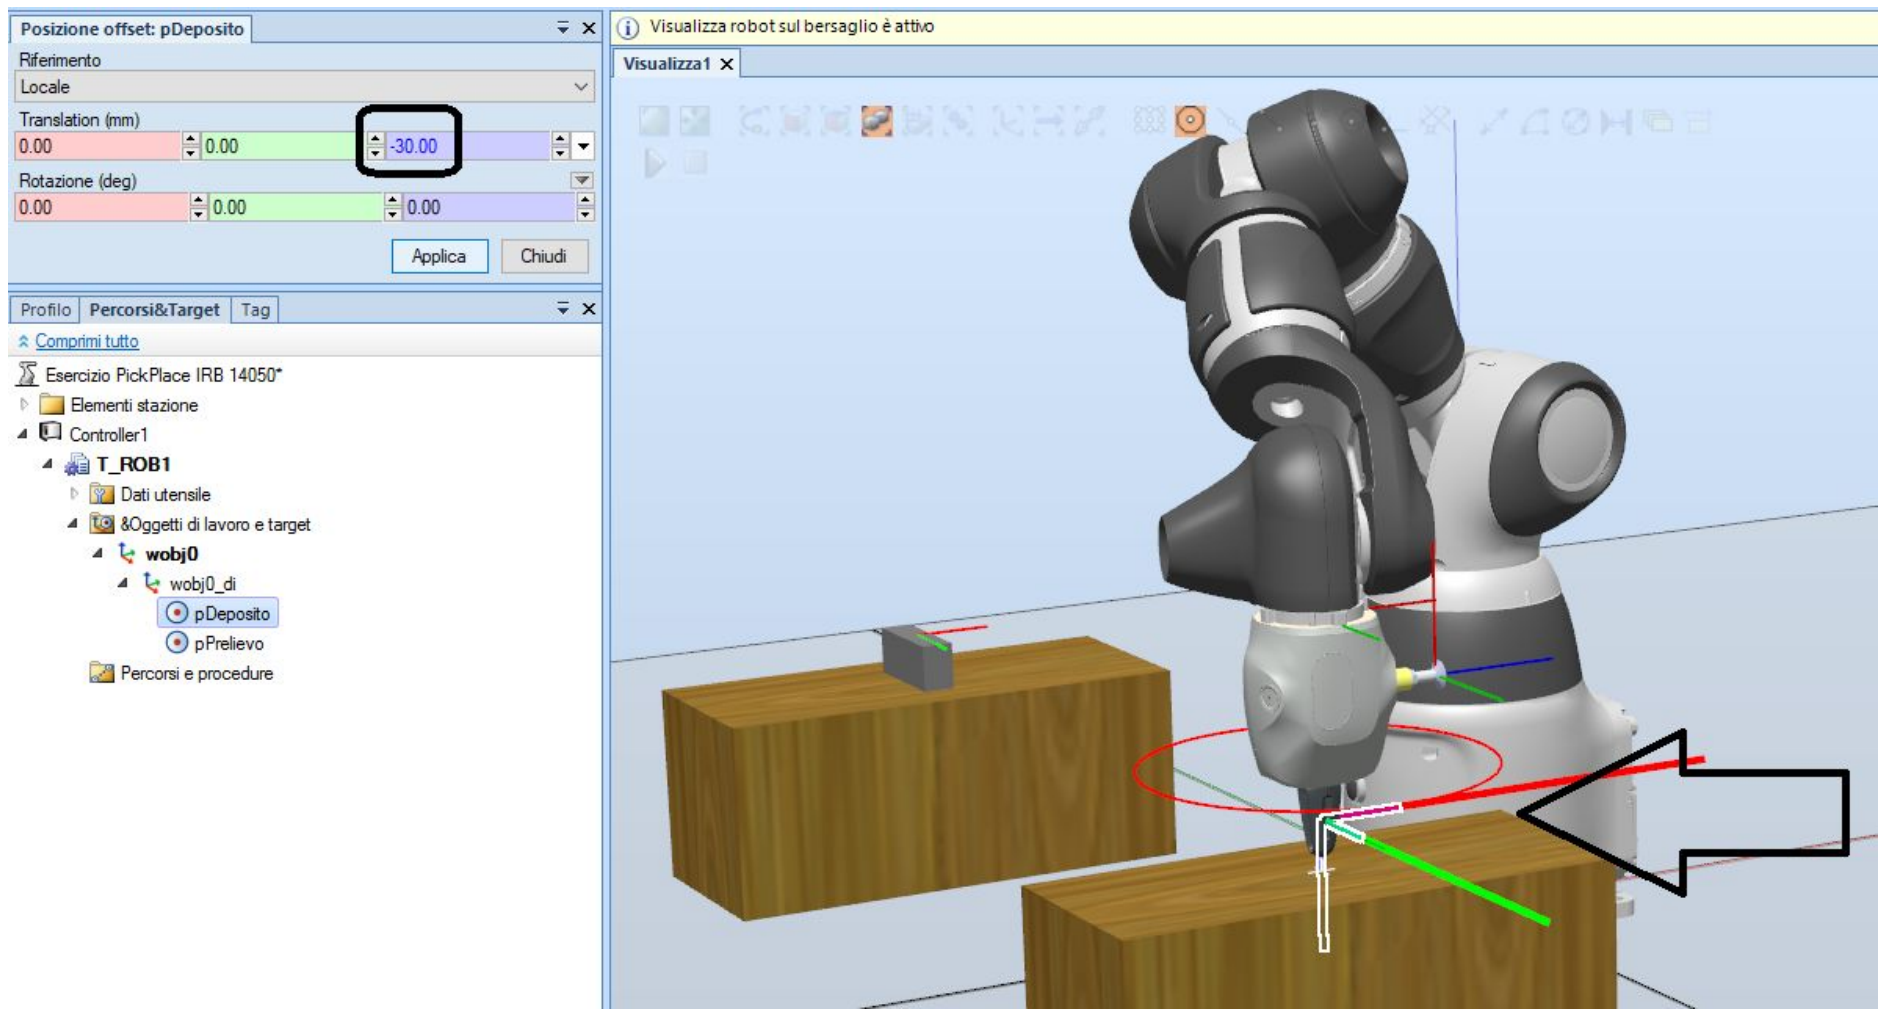 Posizione offset: pDeposito
Riferimento
Locale
Translation (mm)
0.00 0.00 -30.00
Rotazione (deg)
0.00 0.00 0.00
Applica Chiudi
Profilo Percorsi&Target Tag
Comprimi tutto
Esercizio PickPlace IRB 14050*
Elementi stazione
Controller1
T_ROB1
Dati utensile
&Oggetti di lavoro e target
wobj0
wobj0_di
pDeposito
pPrelievo
Percorsi e procedure
Visualizza robot sul bersaglio è attivo
Visualizza1